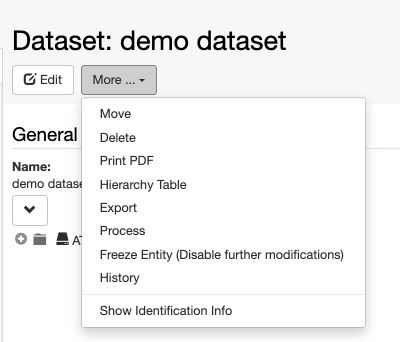 Dataset: demo dataset
Edit More ...
General
Name:
demo datase
Move
Delete
Print PDF
Hierarchy Table
Export
Process
Freeze Entity (Disable further modifications)
History
Show Identification Info